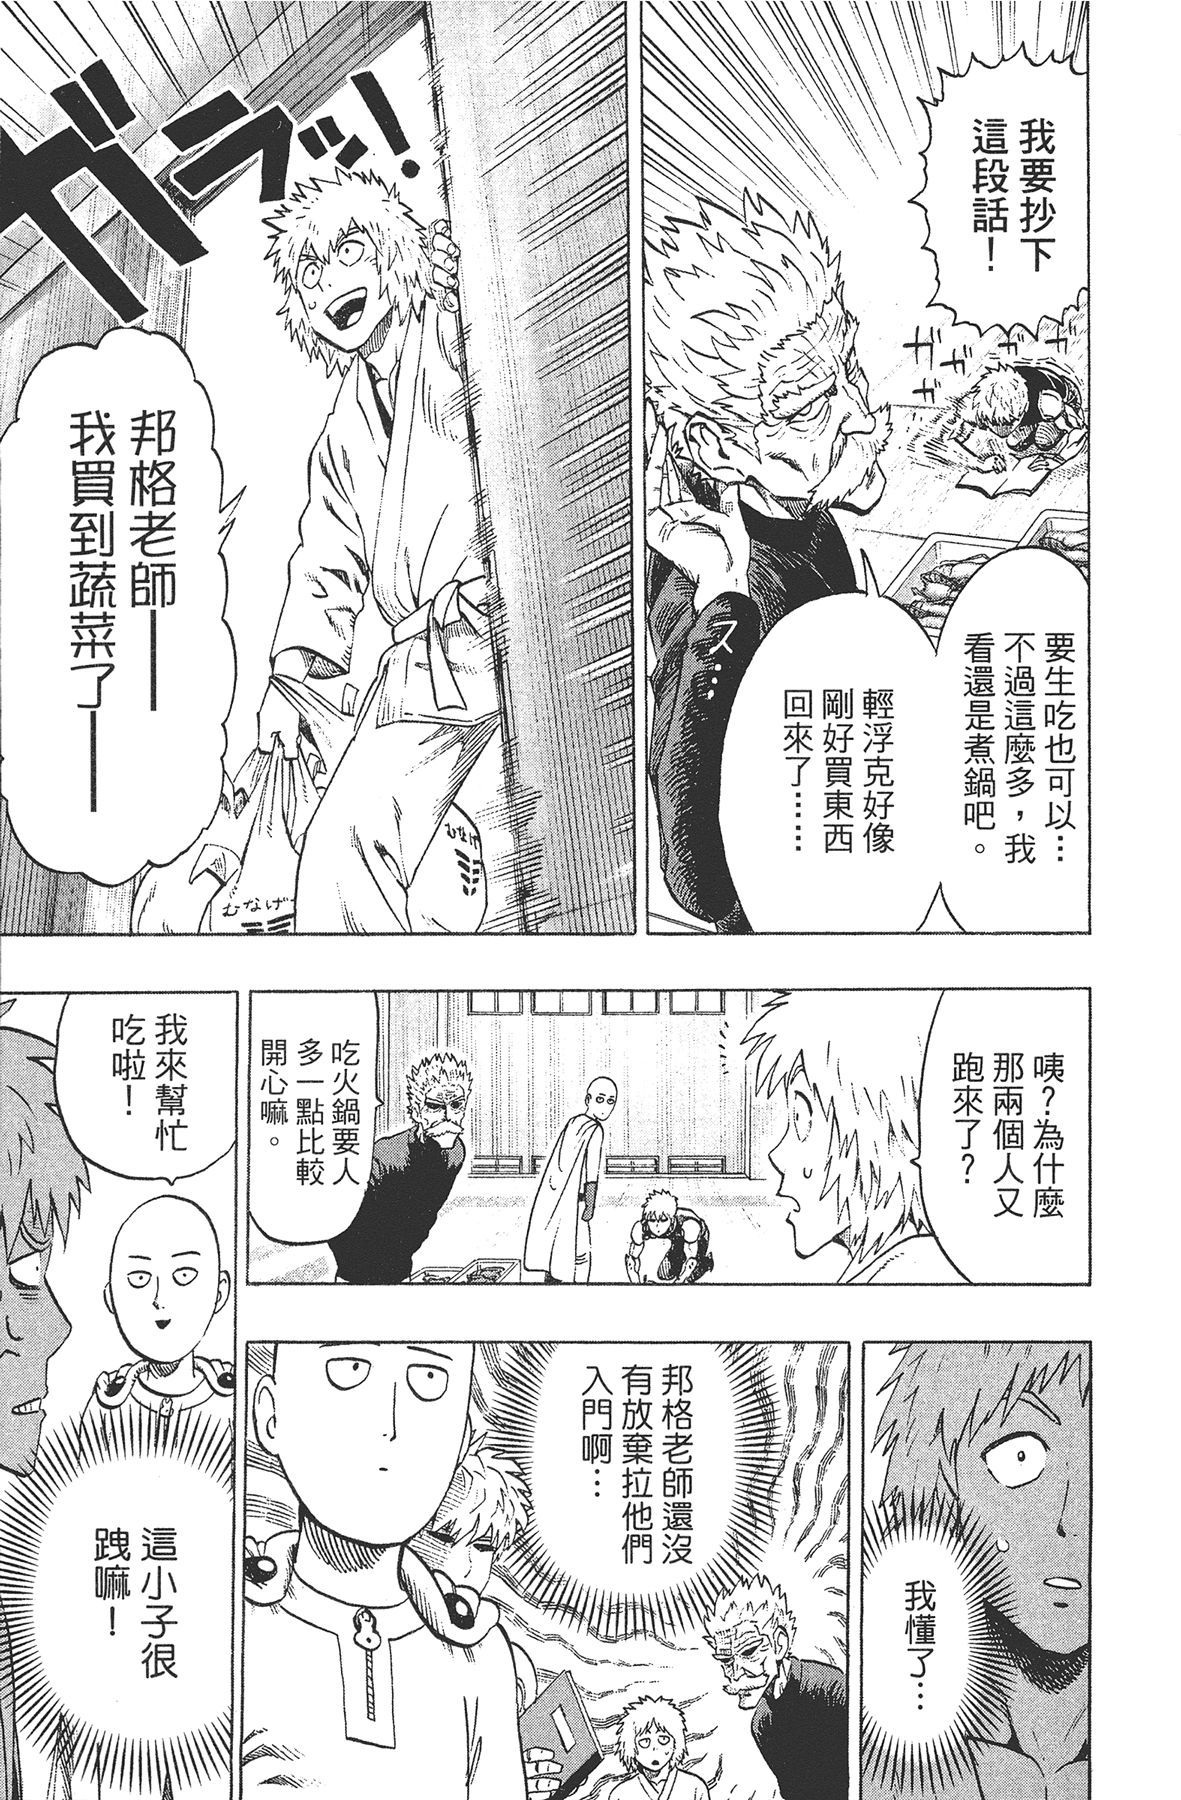 我要抄下
這段話！
ガガ
ガガ
要生吃也可以…
不過這麼多，我
看還是煮鍋吧。
ス…
輕浮克好像
剛好買東西
回來了……
ガラッ！
邦格老師——
我買到蔬菜了——
むなげ
むなげ
咦？為什麼
那兩個人又
跑來了？
吃火鍋要人
多一點比較
開心嘛。
我來幫忙
吃啦！
我懂了…
邦格老師還沒
有放棄拉他們
入門啊…
這小子很
跩嘛！